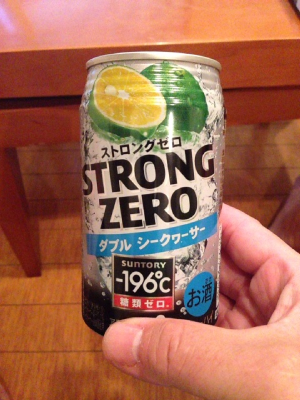 ストロングゼロ
STRONG
ZERO
ダブル シークヮーサー
SUNTORY
-196℃
糖類ゼロ。
お酒